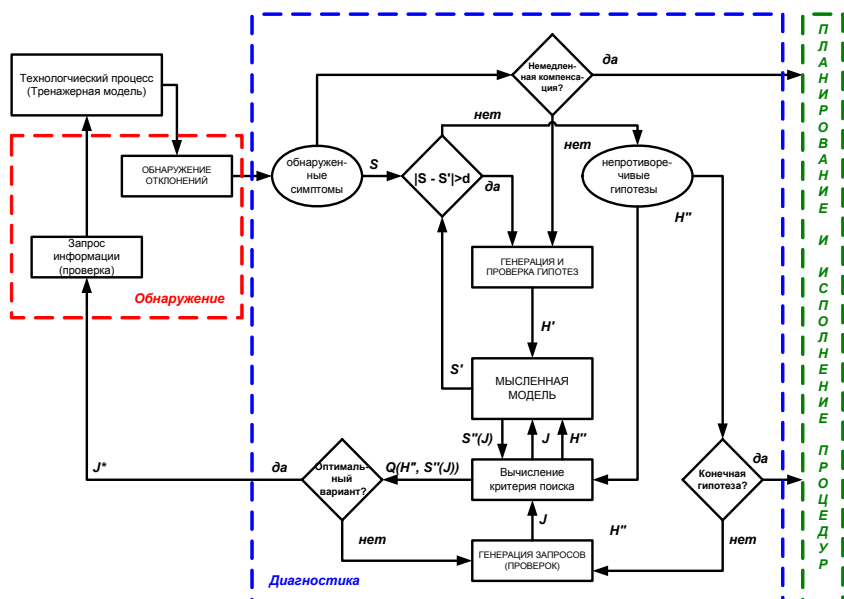 Немедлен-
ная компенса-
ция?
да
Технологчиеский процесс
(Тренажерная модель)
нет
ОБНАРУЖЕНИЕ
ОТКЛОНЕНИЙ
обнаружен-
ные
симптомы
S
|S - S'|>d
да
нет
непротиворе-
чивые
гипотезы
H"
Запрос
информации
(проверка)
Обнаружение
ГЕНЕРАЦИЯ И
ПРОВЕРКА ГИПОТЕЗ
H'
S'
МЫСЛЕННАЯ
МОДЕЛЬ
S"(J)
J
H"
J*
да
Оптималь-
ный
вариант?
Q(H", S"(J))
Вычисление
критерия поиска
Конечная
гипотеза?
да
J
H"
нет
ГЕНЕРАЦИЯ ЗАПРОСОВ
(ПРОВЕРОК)
нет
Диагностика
ПЛАНИРОВАНИЕ И ИСПОЛНЕНИЕ ПРОЦЕДУР